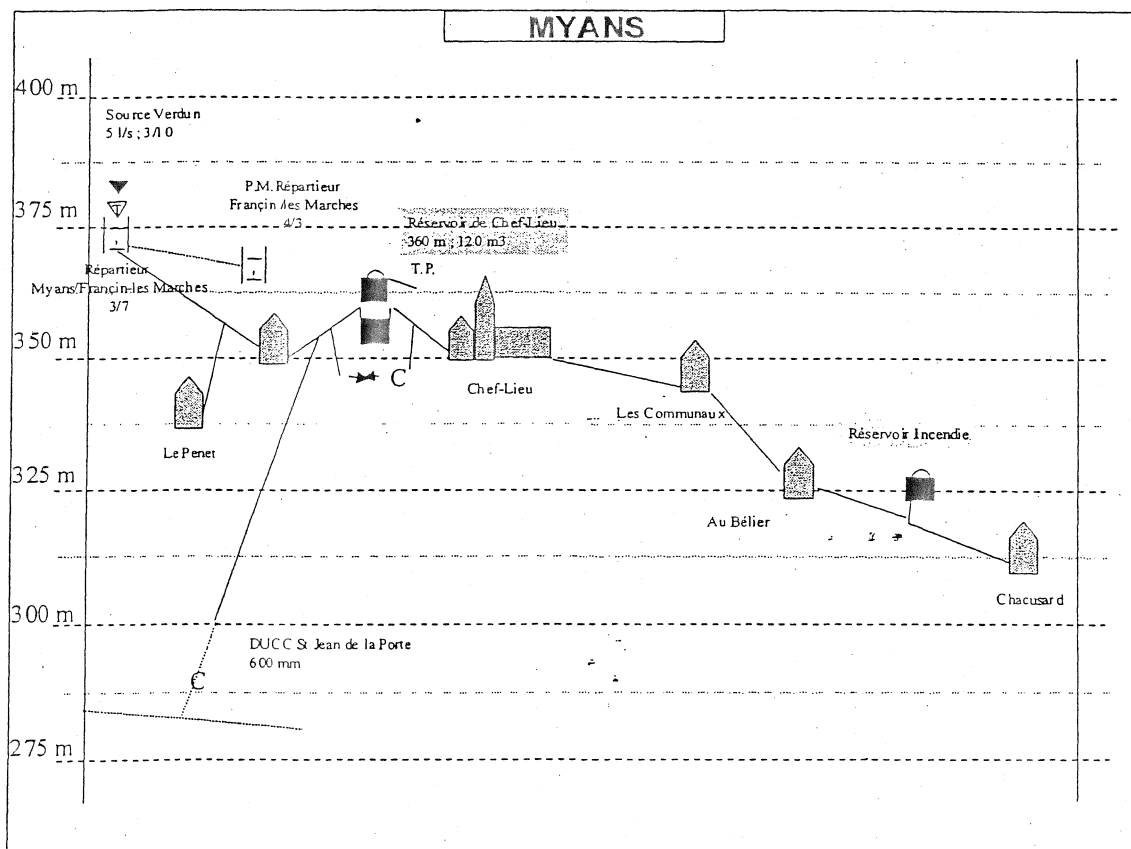 MYANS
400 m
Source Verdun
5 l/s ; 3/10
P.M. Répartieur
Françin/les Marches
4/3
375 m
T
Réservoir de Chef-Lieu
360 m ; 120 m3
T.P.
Répartieur
Myans/Françin-les Marches
3/7
350 m
C
Chef-Lieu
Les Communaux
Le Penet
Réservoir Incendie
325 m
Au Bélier
Chacusard
300 m
DUCC St Jean de la Porte
600 mm
C
275 m